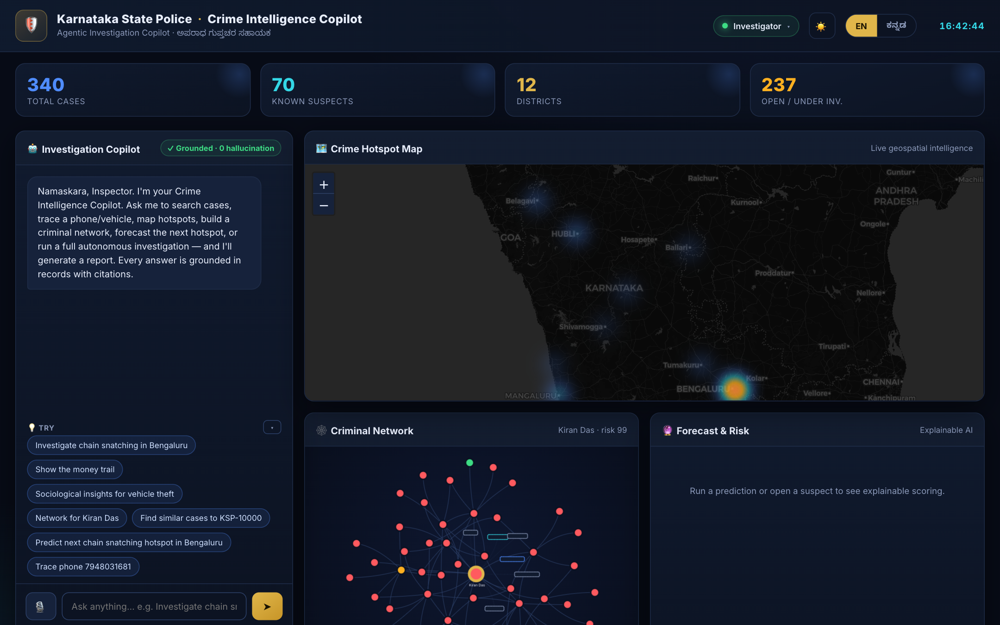 Karnataka State Police · Crime Intelligence Copilot
Agentic Investigation Copilot · ಅಪರಾಧ ಗುಪ್ತಚರ ಸಹಾಯಕ
Investigator
EN
ಕನ್ನಡ
16:42:44
340
TOTAL CASES
70
KNOWN SUSPECTS
12
DISTRICTS
237
OPEN / UNDER INV.
Investigation Copilot
✓ Grounded · 0 hallucination
Namaskara, Inspector. I'm your Crime
Intelligence Copilot. Ask me to search cases,
trace a phone/vehicle, map hotspots, build a
criminal network, forecast the next hotspot, or
run a full autonomous investigation — and I'll
generate a report. Every answer is grounded in
records with citations.
TRY
Investigate chain snatching in Bengaluru
Show the money trail
Sociological insights for vehicle theft
Network for Kiran Das
Find similar cases to KSP-10000
Predict next chain snatching hotspot in Bengaluru
Trace phone 7948031681
Ask anything... e.g. Investigate chain sr
Crime Hotspot Map
Live geospatial intelligence
+
−
Raichur
Guntur
Machili
ANDHRA
PRADESH
Belagavi
Kurnool
Ongole
GOA
HUBLI
Hosapete
Ballari
Proddatur
KARNATAKA
Nellore
Shivamogga
Tirupati
Tumakuru
Kolar
CHENNAI
BENGALURU
Vellore
MANGALURU
Kanchipuram
Criminal Network
Kiran Das · risk 99
Kiran Das
Forecast & Risk
Explainable AI
Run a prediction or open a suspect to see explainable scoring.